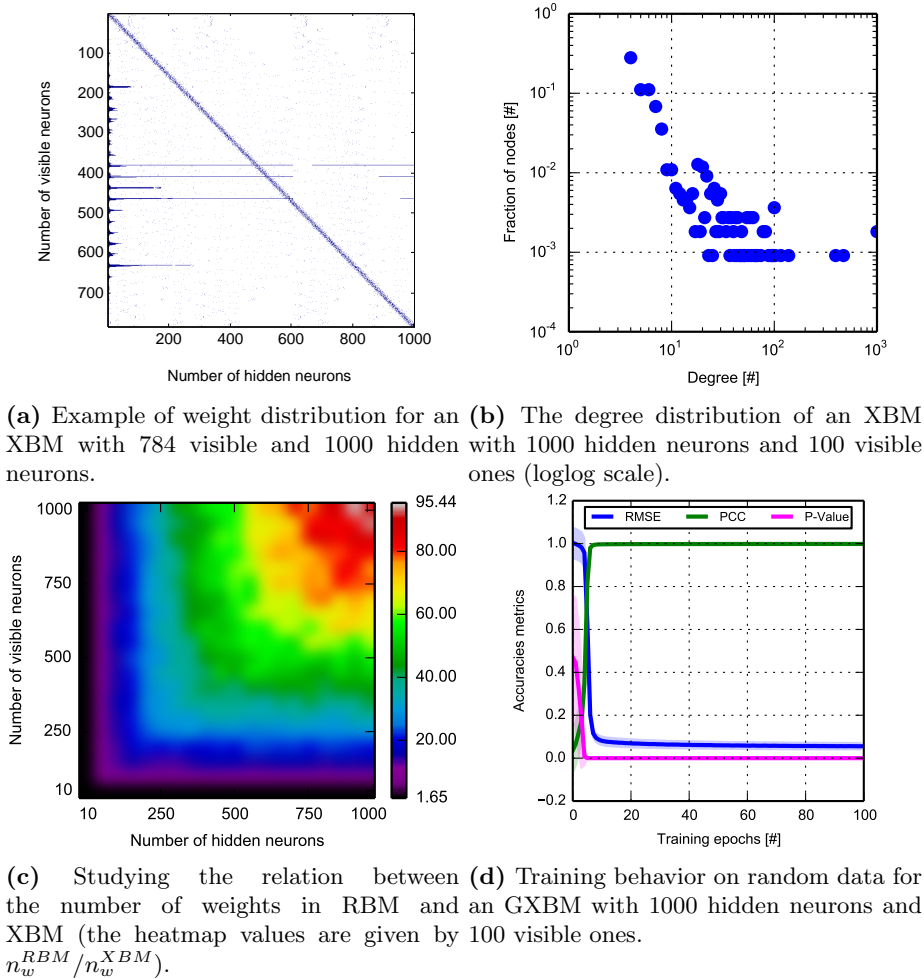 100
200
300
400
500
600
700
Number of visible neurons
200 400 600 800 1000
Number of hidden neurons
10^0
10^-1
10^-2
10^-3
10^-4
Fraction of nodes [#]
10^0 10^1 10^2 10^3
Degree [#]
(a) Example of weight distribution for an
XBM with 784 visible and 1000 hidden
neurons.
(b) The degree distribution of an XBM
with 1000 hidden neurons and 100 visible
ones (loglog scale).
1000
750
500
250
10
Number of visible neurons
10 250 500 750 1000
Number of hidden neurons
95.44
80.00
60.00
40.00
20.00
1.65
RMSE PCC P-Value
1.2
1.0
0.8
0.6
0.4
0.2
0.0
−0.2
Accuracies metrics
0 20 40 60 80 100
Training epochs [#]
(c) Studying the relation between
the number of weights in RBM and
XBM (the heatmap values are given by
n_w^{RBM}/n_w^{XBM}).
(d) Training behavior on random data for
an GXBM with 1000 hidden neurons and
100 visible ones.